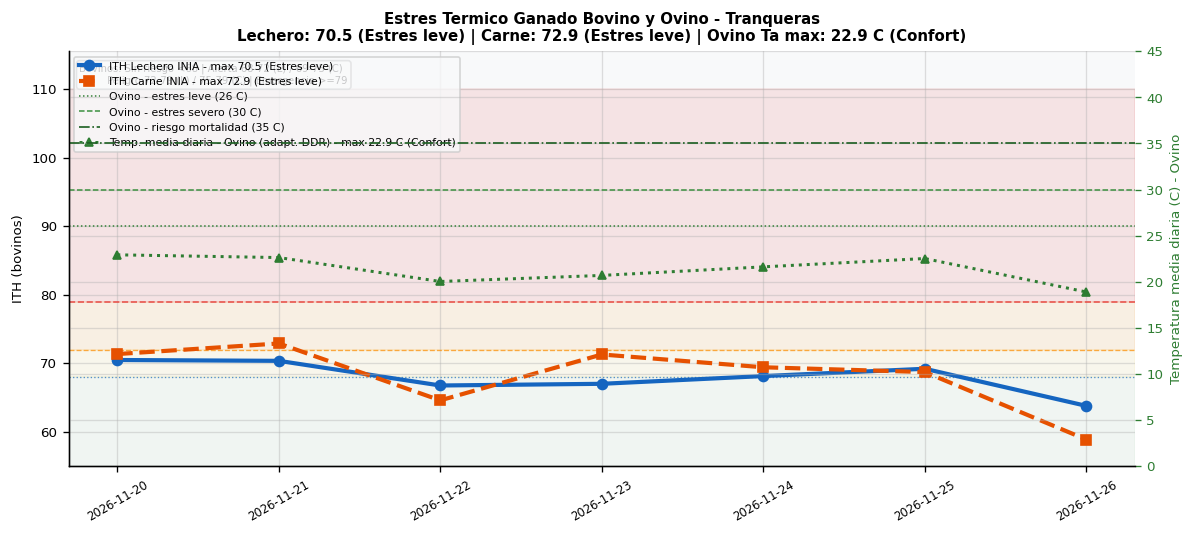 Estres Termico Ganado Bovino y Ovino - Tranqueras
Lechero: 70.5 (Estres leve) | Carne: 72.9 (Estres leve) | Ovino Ta max: 22.9 C (Confort)
ITH Lechero INIA - max 70.5 (Estres leve)
ITH Carne INIA - max 72.9 (Estres leve)
Ovino - estres leve (26 C)
Ovino - estres severo (30 C)
Ovino - riesgo mortalidad (35 C)
Temp. media diaria - Ovino (adapt. DDR) - max 22.9 C (Confort)
ITH (bovinos)
110
100
90
80
70
60
Temperatura media diaria (C) - Ovino
45
40
35
30
25
20
15
10
5
0
2026-11-20
2026-11-21
2026-11-22
2026-11-23
2026-11-24
2026-11-25
2026-11-26